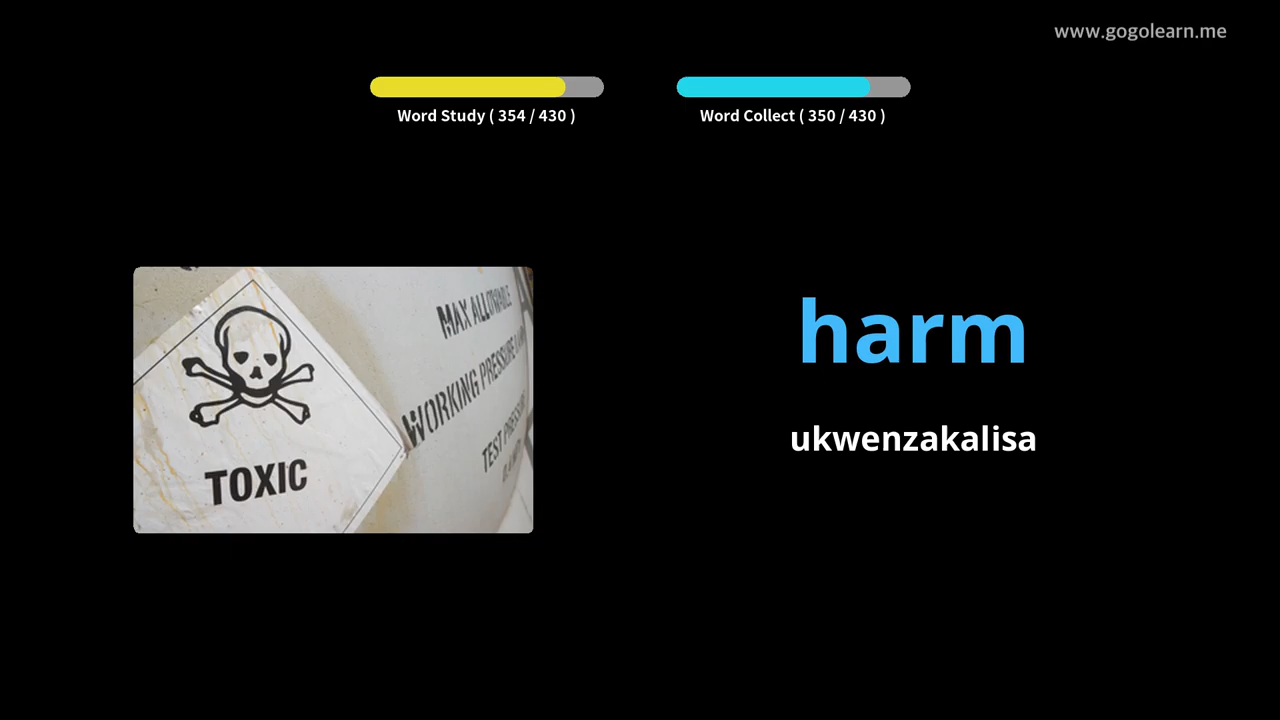 www.gogolearn.me
Word Study ( 354 / 430 )
Word Collect ( 350 / 430 )
MAX ALLOWABLE
WORKING PRESSURE
TEST PRESSURE
TOXIC
harm
ukwenzakalisa